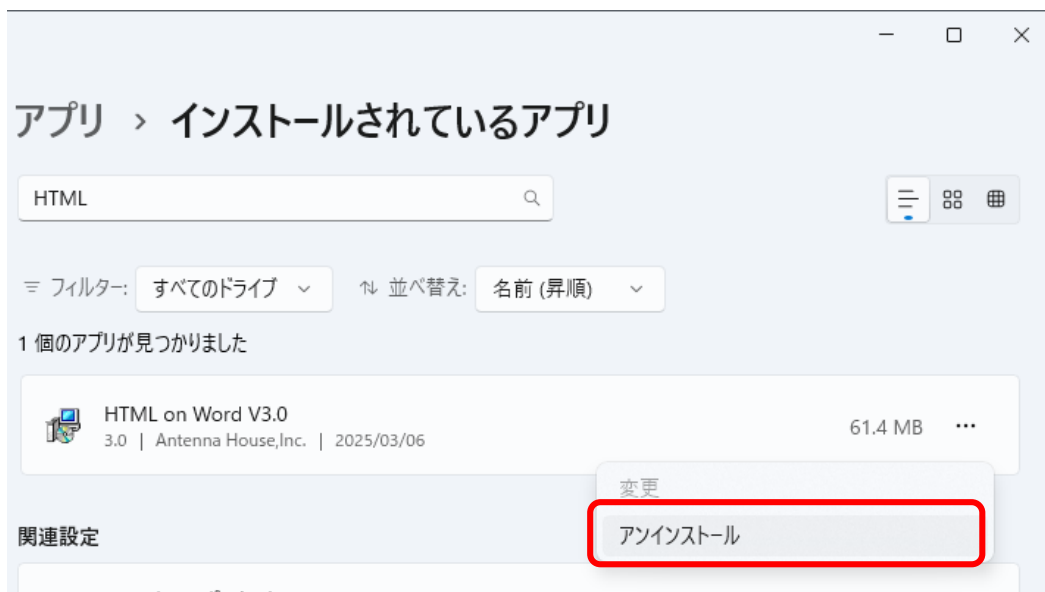 アプリ › インストールされているアプリ
HTML
フィルター: すべてのドライブ 並べ替え: 名前 (昇順)
1 個のアプリが見つかりました
HTML on Word V3.0
3.0 | Antenna House,Inc. | 2025/03/06
61.4 MB
変更
アンインストール
関連設定